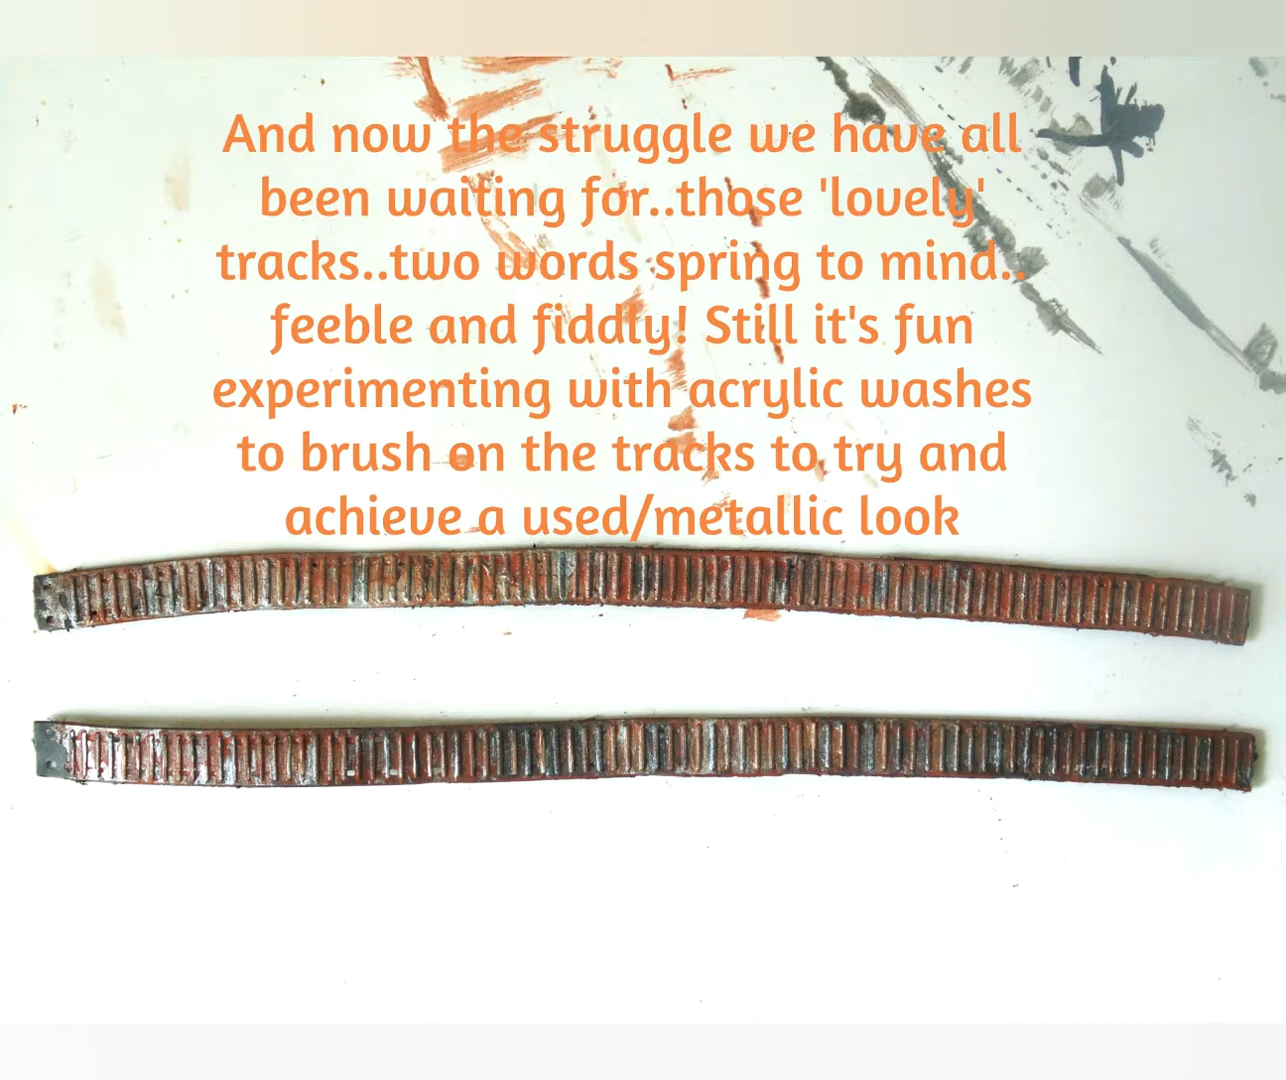 And now the struggle we have all
been waiting for..those 'lovely'
tracks..two words spring to mind..
feeble and fiddly! Still it's fun
experimenting with acrylic washes
to brush on the tracks to try and
achieve a used/metallic look